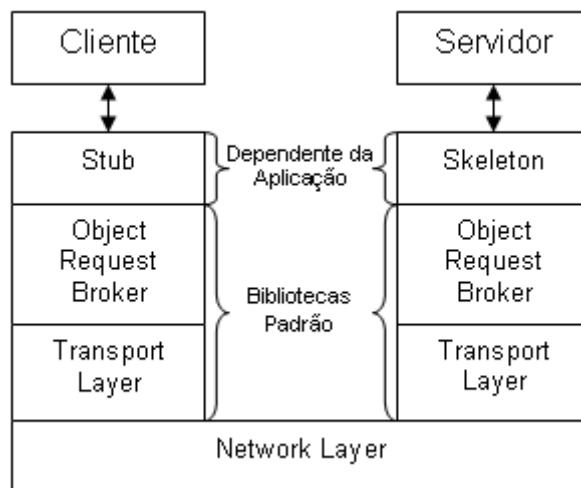 Cliente
Servidor
Stub
Dependente da
Aplicação
Skeleton
Object
Request
Broker
Bibliotecas
Padrão
Object
Request
Broker
Transport
Layer
Transport
Layer
Network Layer